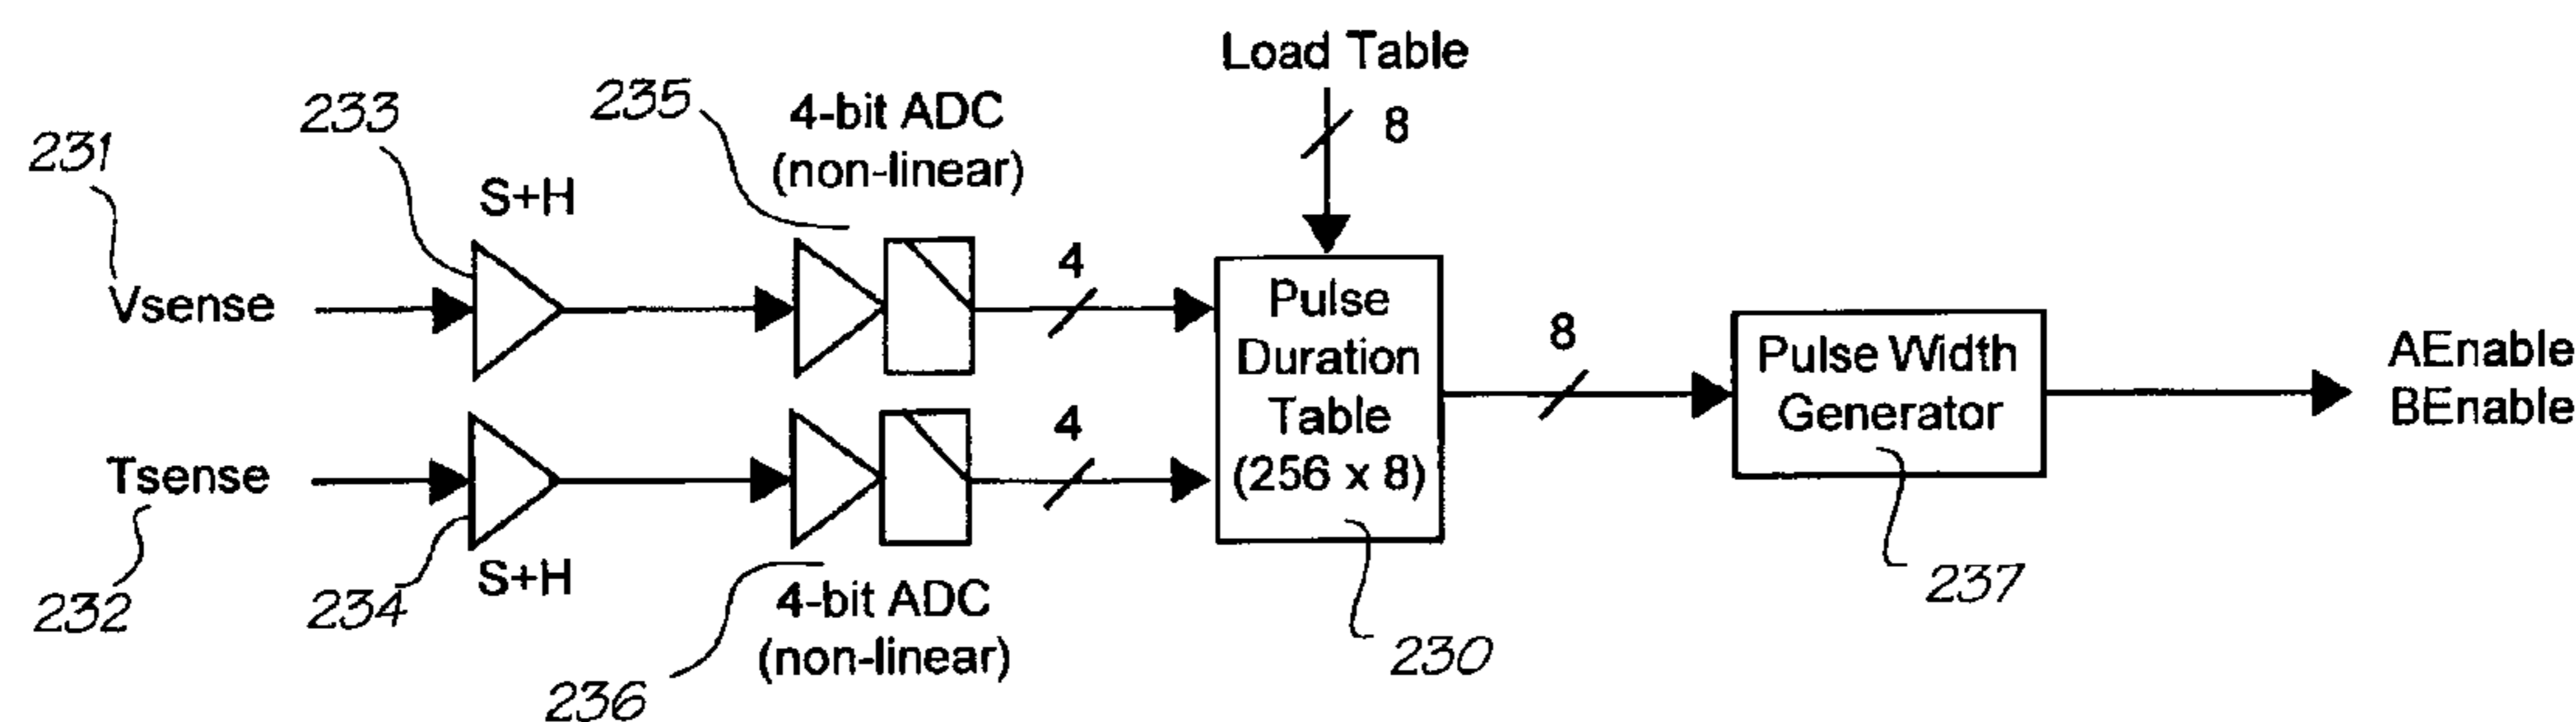 Load Table
8
235
4-bit ADC
(non-linear)
233
231
S+H
Vsense
4
Pulse
Duration
Table
(256 x 8)
8
Pulse Width
Generator
AEnable
BEnable
Tsense
4
232
234
S+H
4-bit ADC
(non-linear)
236
230
237